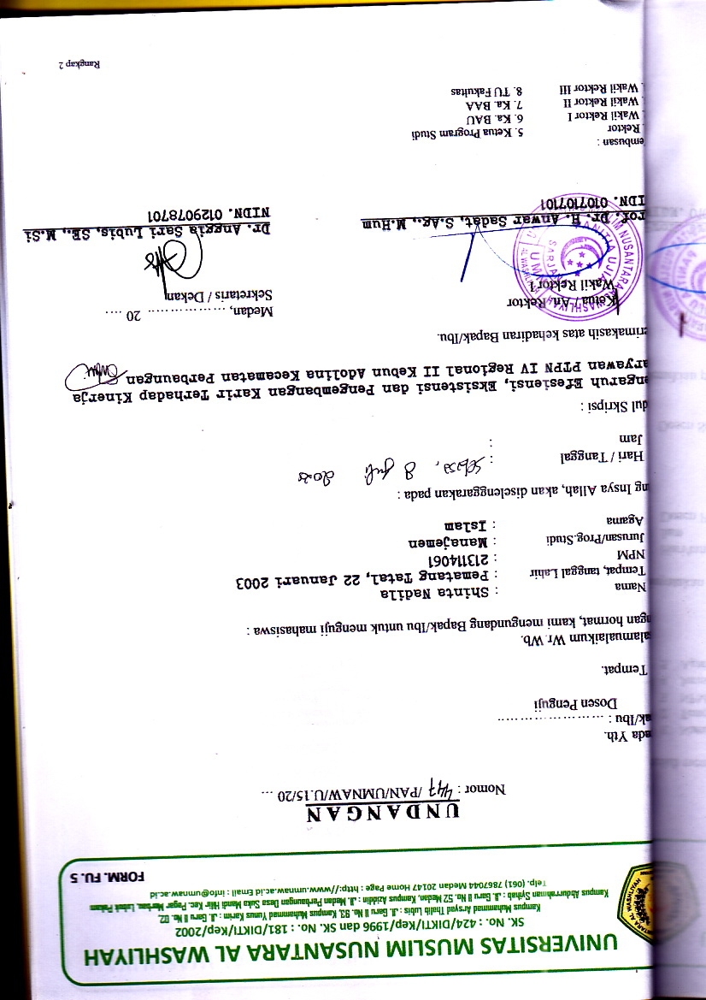 UNIVERSITAS MUSLIM NUSANTARA AL WASHLIYAH
SK. No. : 424/DIKTI/Kep/1996 dan SK. No. : 181/DIKTI/Kep/2002
Kampus Muhammad Arsyad Thalib Lubis : Jl. Garu II No. 93, Kampus Muhammad Yunus Karim : Jl. Garu II No. 02,
Kampus Abdurrahman Syihab : Jl. Garu II No. 52 Medan, Kampus Aziddin : Jl. Medan Perbaungan Desa Suka Mandi Hilir Kec. Pagar Merbau, Lubuk Pakam
Telp. (061) 7867044 Medan 20147 Home Page : http://www.umnaw.ac.id Email : info@umnaw.ac.id
FORM. FU. 5
UNDANGAN
Nomor : 447 /PAN/UMNAW/U.15/20 ...
ada Yth.
ak/Ibu : ........................
Dosen Penguji
Tempat.
alamualaikum Wr. Wb.
ngan hormat, kami mengundang Bapak/Ibu untuk menguji mahasiswa :
Nama : Shinta Nadila
Tempat, tanggal Lahir : Pematang Tatal, 22 Januari 2003
NPM : 213114061
Jurusan/Prog.Studi : Manajemen
Agama : Islam
ng Insya Allah, akan diselenggarakan pada :
Hari / Tanggal : Selasa, 8 Juli 2025
Jam :
dul Skripsi :
engaruh Efesiensi, Eksistensi dan Pengembangan Karir Terhadap Kinerja
aryawan PTPN IV Regional II Kebun Adolina Kecamatan Perbaungan
erimakasih atas kehadiran Bapak/Ibu.
Medan, .................. 20 ....
Ketua / An. Rektor
Wakil Rektor I
Sekretaris / Dekan
rof. Dr. H. Anwar Sadat, S.Ag., M.Hum
IDN. 0107107101
Dr. Anggia Sari Lubis, SE., M.Si
NIDN. 0129078701
embusan :
Rektor
. Wakil Rektor I
. Wakil Rektor II
. Wakil Rektor III
5. Ketua Program Studi
6. Ka. BAU
7. Ka. BAA
8. TU Fakultas
Rangkap 2